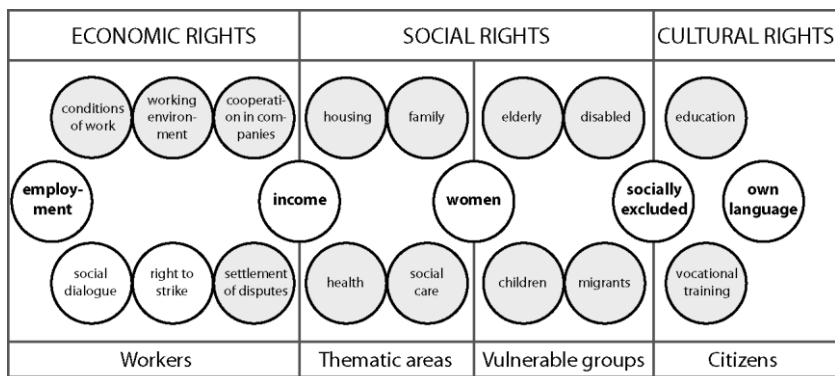 ECONOMIC RIGHTS
SOCIAL RIGHTS
CULTURAL RIGHTS
conditions
of work
working
environ-
ment
cooperati-
on in com-
panies
housing
family
elderly
disabled
education
employ-
ment
income
women
socially
excluded
own
language
social
dialogue
right to
strike
settlement
of disputes
health
social
care
children
migrants
vocational
training
Workers
Thematic areas
Vulnerable groups
Citizens